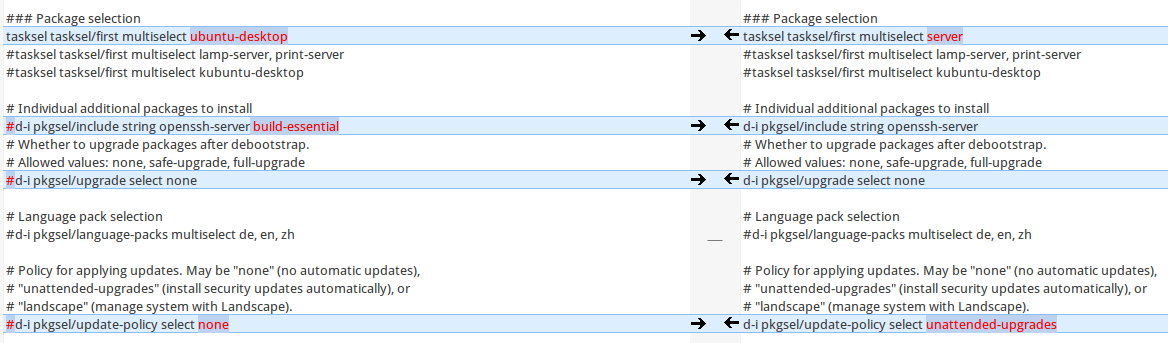 ### Package selection
tasksel tasksel/first multiselect ubuntu-desktop
#tasksel tasksel/first multiselect lamp-server, print-server
#tasksel tasksel/first multiselect kubuntu-desktop
# Individual additional packages to install
#d-i pkgsel/include string openssh-server build-essential
# Whether to upgrade packages after debootstrap.
# Allowed values: none, safe-upgrade, full-upgrade
#d-i pkgsel/upgrade select none
# Language pack selection
#d-i pkgsel/language-packs multiselect de, en, zh
# Policy for applying updates. May be "none" (no automatic updates),
# "unattended-upgrades" (install security updates automatically), or
# "landscape" (manage system with Landscape).
#d-i pkgsel/update-policy select none
### Package selection
tasksel tasksel/first multiselect server
#tasksel tasksel/first multiselect lamp-server, print-server
#tasksel tasksel/first multiselect kubuntu-desktop
# Individual additional packages to install
d-i pkgsel/include string openssh-server
# Whether to upgrade packages after debootstrap.
# Allowed values: none, safe-upgrade, full-upgrade
d-i pkgsel/upgrade select none
# Language pack selection
#d-i pkgsel/language-packs multiselect de, en, zh
# Policy for applying updates. May be "none" (no automatic updates),
# "unattended-upgrades" (install security updates automatically), or
# "landscape" (manage system with Landscape).
d-i pkgsel/update-policy select unattended-upgrades